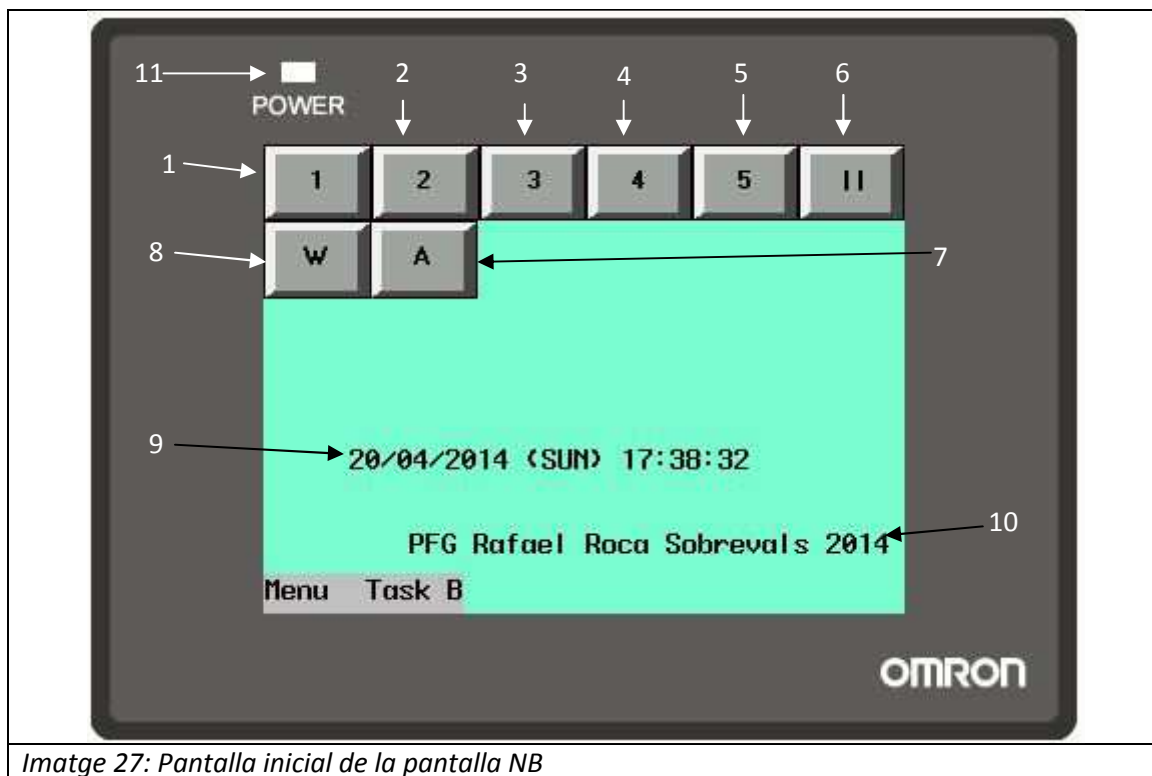 11 2 3 4 5 6
POWER
1
1 2 3 4 5 II
8 W A 7
9
20/04/2014 (SUN) 17:38:32
10
PFG Rafael Roca Sobrevals 2014
Menu Task B
OMRON
Imatge 27: Pantalla inicial de la pantalla NB